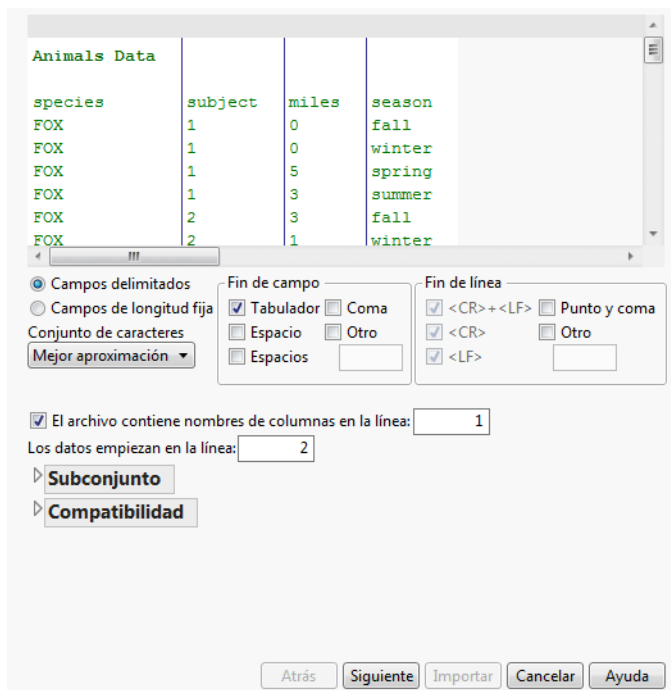 Animals Data
species subject miles season
FOX 1 0 fall
FOX 1 0 winter
FOX 1 5 spring
FOX 1 3 summer
FOX 2 3 fall
FOX 2 1 winter
Campos delimitados
Campos de longitud fija
Conjunto de caracteres
Mejor aproximación
Fin de campo
Tabulador Coma
Espacio Otro
Espacios
Fin de línea
<CR>+<LF> Punto y coma
<CR> Otro
<LF>
El archivo contiene nombres de columnas en la línea: 1
Los datos empiezan en la línea: 2
Subconjunto
Compatibilidad
Atrás Siguiente Importar Cancelar Ayuda